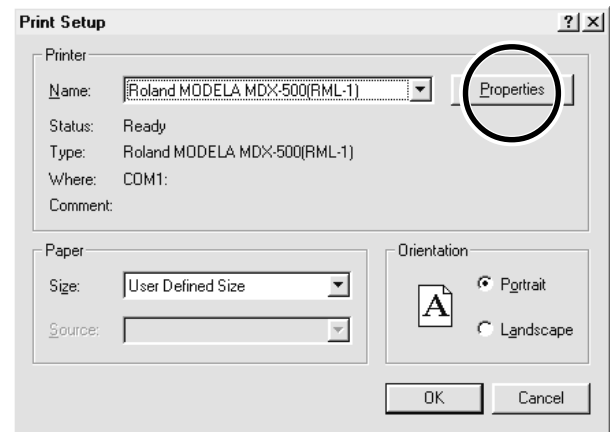 Print Setup
Printer
Name: Roland MODELA MDX-500(RML-1) Properties
Status: Ready
Type: Roland MODELA MDX-500(RML-1)
Where: COM1:
Comment:
Paper
Size: User Defined Size
Source:
Orientation
A
Portrait
Landscape
OK Cancel